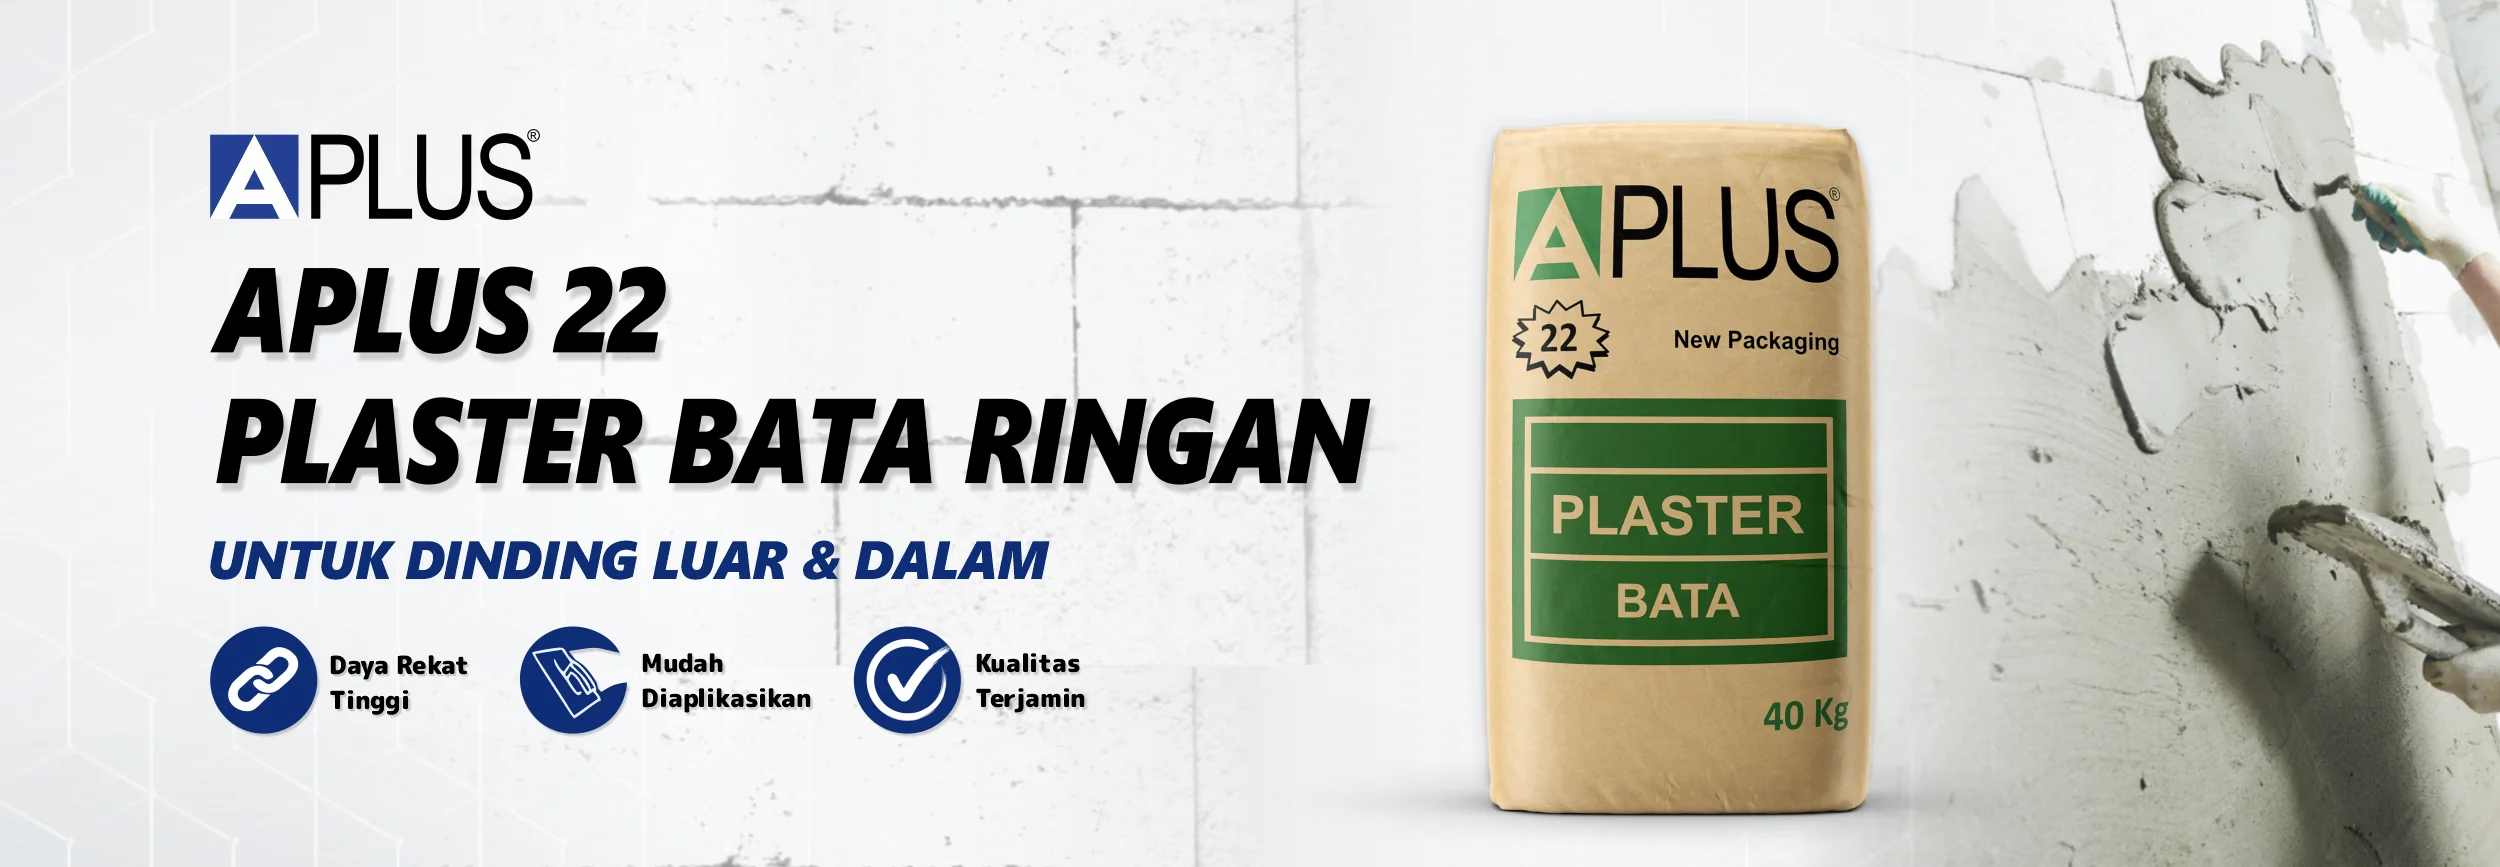 APLUS®
APLUS 22
PLASTER BATA RINGAN
UNTUK DINDING LUAR & DALAM
Daya Rekat
Tinggi
Mudah
Diaplikasikan
Kualitas
Terjamin
APLUS®
22
New Packaging
PLASTER
BATA
40 Kg